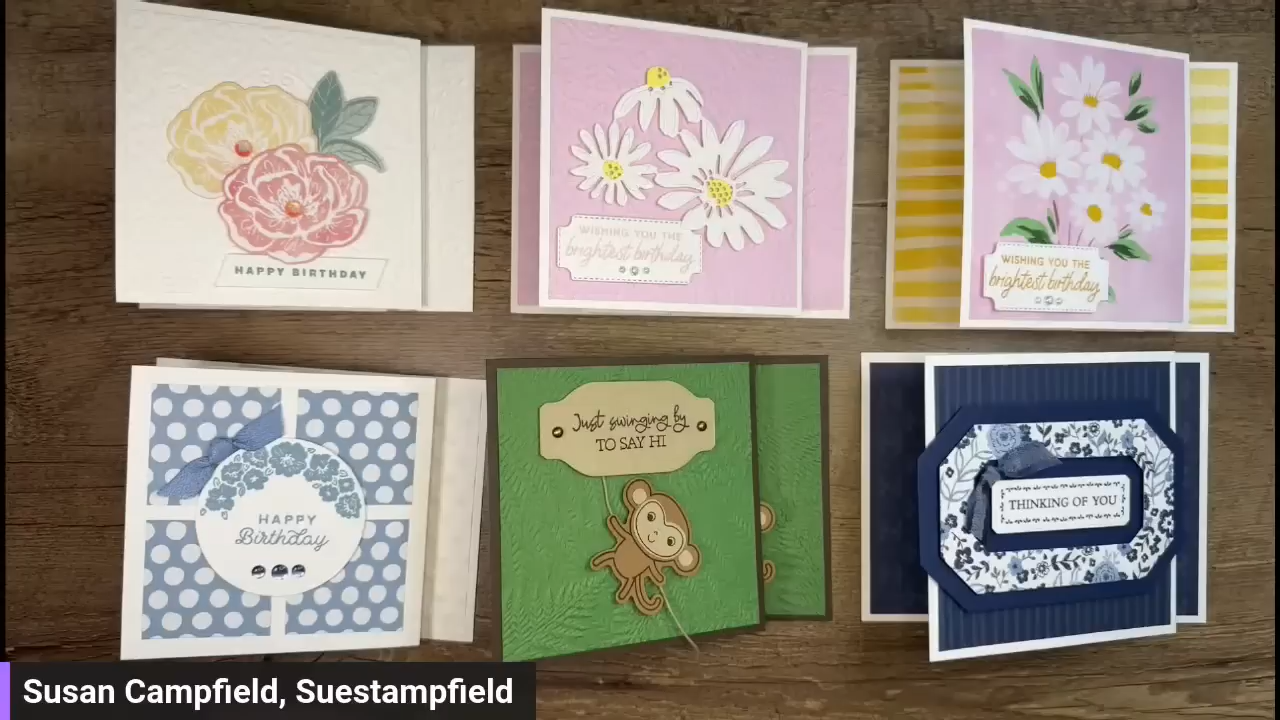 HAPPY BIRTHDAY
WISHING YOU THE
brightest birthday
WISHING YOU THE
brightest birthday
HAPPY
Birthday
Just swinging by
TO SAY HI
THINKING OF YOU
Susan Campfield, Suestampfield